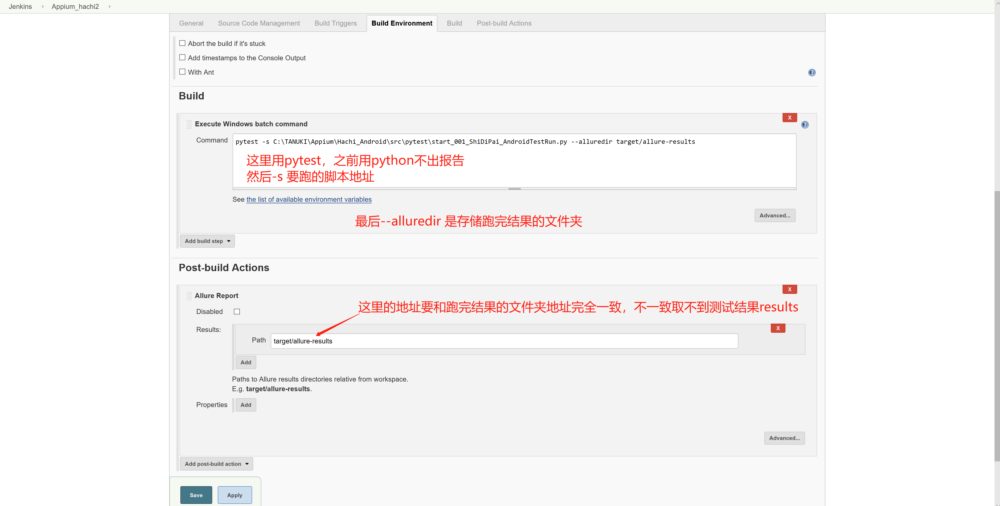 Jenkins Appium_hachi2
General Source Code Management Build Triggers Build Environment Build Post-build Actions
Abort the build if it's stuck
Add timestamps to the Console Output
With Ant
Build
X
Execute Windows batch command
Command
pytest -s C:\TANUKI\Appium\Hachi_Android\src\pytest\start_001_ShiDiPai_AndroidTestRun.py --alluredir target/allure-results
这里用pytest，之前用python不出报告
然后-s 要跑的脚本地址
See the list of available environment variables
Advanced...
最后--alluredir 是存储跑完结果的文件夹
Add build step
Post-build Actions
X
Allure Report
这里的地址要和跑完结果的文件夹地址完全一致，不一致取不到测试结果results
Disabled
Results:
X
Path target/allure-results
Add
Paths to Allure results directories relative from workspace.
E.g. target/allure-results.
Properties Add
Advanced...
Add post-build action
Save Apply